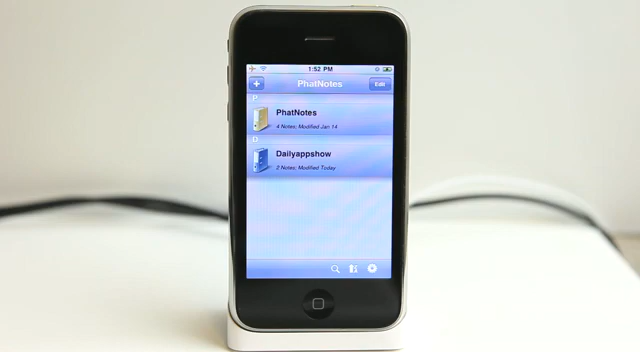 1:52 PM
PhatNotes
Edit
P
PhatNotes
4 Notes; Modified Jan 14
D
Dailyappshow
2 Notes; Modified Today